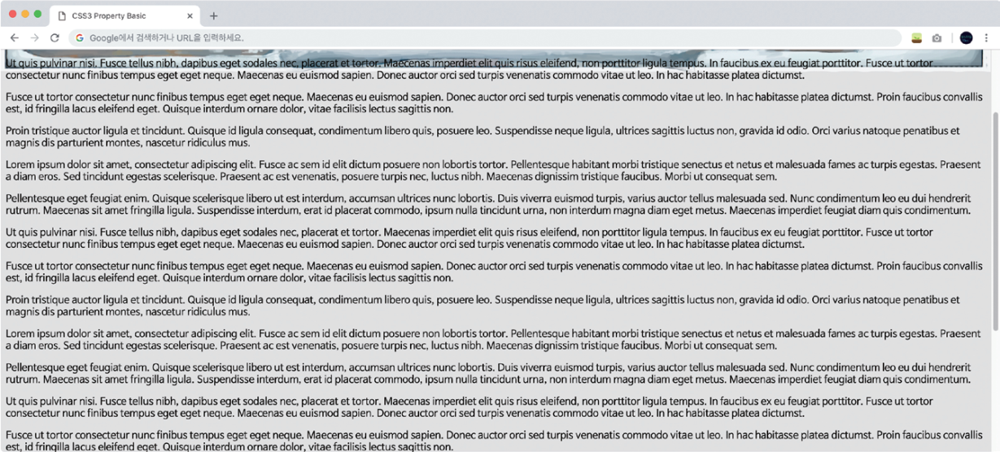 CSS3 Property Basic
Google에서 검색하거나 URL을 입력하세요.
Ut quis pulvinar nisi. Fusce tellus nibh, dapibus eget sodales nec, placerat et tortor. Maecenas imperdiet elit quis risus eleifend, non porttitor ligula tempus. In faucibus ex eu feugiat porttitor. Fusce ut tortor
consectetur nunc finibus tempus eget eget neque. Maecenas eu euismod sapien. Donec auctor orci sed turpis venenatis commodo vitae ut leo. In hac habitasse platea dictumst.
Fusce ut tortor consectetur nunc finibus tempus eget eget neque. Maecenas eu euismod sapien. Donec auctor orci sed turpis venenatis commodo vitae ut leo. In hac habitasse platea dictumst. Proin faucibus convallis
est, id fringilla lacus eleifend eget. Quisque interdum ornare dolor, vitae facilisis lectus sagittis non.
Proin tristique auctor ligula et tincidunt. Quisque id ligula consequat, condimentum libero quis, posuere leo. Suspendisse neque ligula, ultrices sagittis luctus non, gravida id odio. Orci varius natoque penatibus et
magnis dis parturient montes, nascetur ridiculus mus.
Lorem ipsum dolor sit amet, consectetur adipiscing elit. Fusce ac sem id elit dictum posuere non lobortis tortor. Pellentesque habitant morbi tristique senectus et netus et malesuada fames ac turpis egestas. Praesent
a diam eros. Sed tincidunt egestas scelerisque. Praesent ac est venenatis, posuere turpis nec, luctus nibh. Maecenas dignissim tristique faucibus. Morbi ut consequat sem.
Pellentesque eget feugiat enim. Quisque scelerisque libero ut est interdum, accumsan ultrices nunc lobortis. Duis viverra euismod turpis, varius auctor tellus malesuada sed. Nunc condimentum leo eu dui hendrerit
rutrum. Maecenas sit amet fringilla ligula. Suspendisse interdum, erat id placerat commodo, ipsum nulla tincidunt urna, non interdum magna diam eget metus. Maecenas imperdiet feugiat diam quis condimentum.
Ut quis pulvinar nisi. Fusce tellus nibh, dapibus eget sodales nec, placerat et tortor. Maecenas imperdiet elit quis risus eleifend, non porttitor ligula tempus. In faucibus ex eu feugiat porttitor. Fusce ut tortor
consectetur nunc finibus tempus eget eget neque. Maecenas eu euismod sapien. Donec auctor orci sed turpis venenatis commodo vitae ut leo. In hac habitasse platea dictumst.
Fusce ut tortor consectetur nunc finibus tempus eget eget neque. Maecenas eu euismod sapien. Donec auctor orci sed turpis venenatis commodo vitae ut leo. In hac habitasse platea dictumst. Proin faucibus convallis
est, id fringilla lacus eleifend eget. Quisque interdum ornare dolor, vitae facilisis lectus sagittis non.
Proin tristique auctor ligula et tincidunt. Quisque id ligula consequat, condimentum libero quis, posuere leo. Suspendisse neque ligula, ultrices sagittis luctus non, gravida id odio. Orci varius natoque penatibus et
magnis dis parturient montes, nascetur ridiculus mus.
Lorem ipsum dolor sit amet, consectetur adipiscing elit. Fusce ac sem id elit dictum posuere non lobortis tortor. Pellentesque habitant morbi tristique senectus et netus et malesuada fames ac turpis egestas. Praesent
a diam eros. Sed tincidunt egestas scelerisque. Praesent ac est venenatis, posuere turpis nec, luctus nibh. Maecenas dignissim tristique faucibus. Morbi ut consequat sem.
Pellentesque eget feugiat enim. Quisque scelerisque libero ut est interdum, accumsan ultrices nunc lobortis. Duis viverra euismod turpis, varius auctor tellus malesuada sed. Nunc condimentum leo eu dui hendrerit
rutrum. Maecenas sit amet fringilla ligula. Suspendisse interdum, erat id placerat commodo, ipsum nulla tincidunt urna, non interdum magna diam eget metus. Maecenas imperdiet feugiat diam quis condimentum.
Ut quis pulvinar nisi. Fusce tellus nibh, dapibus eget sodales nec, placerat et tortor. Maecenas imperdiet elit quis risus eleifend, non porttitor ligula tempus. In faucibus ex eu feugiat porttitor. Fusce ut tortor
consectetur nunc finibus tempus eget eget neque. Maecenas eu euismod sapien. Donec auctor orci sed turpis venenatis commodo vitae ut leo. In hac habitasse platea dictumst.
Fusce ut tortor consectetur nunc finibus tempus eget eget neque. Maecenas eu euismod sapien. Donec auctor orci sed turpis venenatis commodo vitae ut leo. In hac habitasse platea dictumst. Proin faucibus convallis
est, id fringilla lacus eleifend eget. Quisque interdum ornare dolor, vitae facilisis lectus sagittis non.